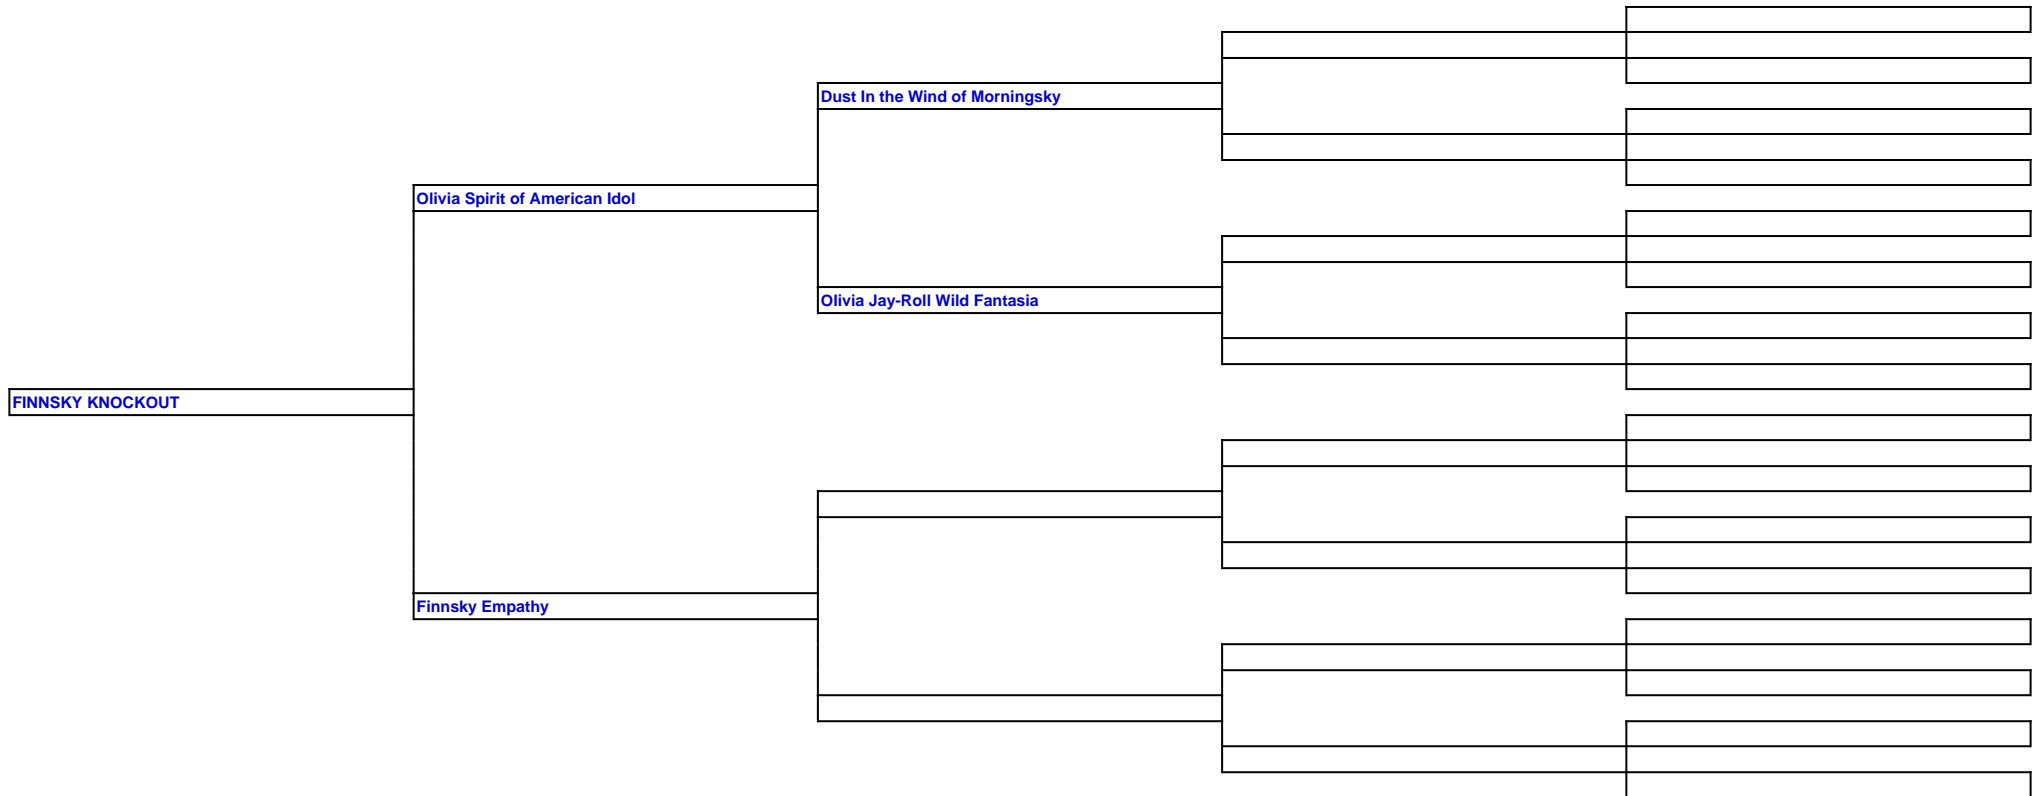 Dust In the Wind of Morningsky
Olivia Spirit of American Idol
Olivia Jay-Roll Wild Fantasia
FINNSKY KNOCKOUT
Finnsky Empathy